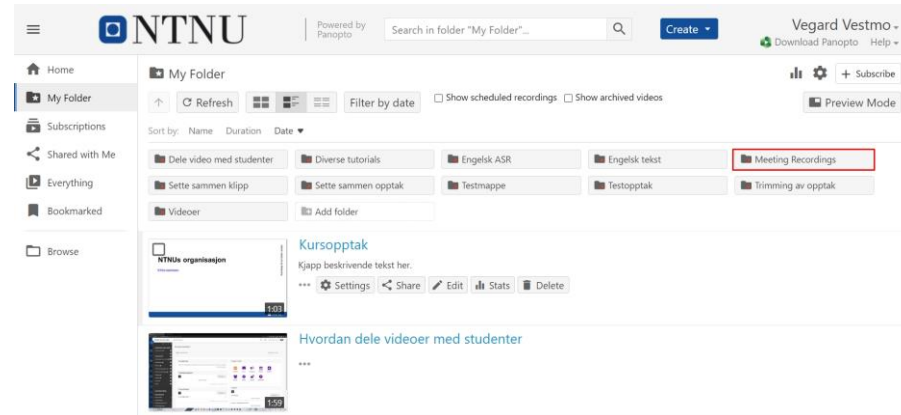 NTNU
Powered by
Panopto
Search in folder "My Folder"...
Create
Vegard Vestmo
Download Panopto Help
Home
My Folder
Subscriptions
Shared with Me
Everything
Bookmarked
Browse
My Folder
+ Subscribe
Refresh
Filter by date
Show scheduled recordings
Show archived videos
Preview Mode
Sort by: Name Duration Date
Dele video med studenter
Diverse tutorials
Engelsk ASR
Engelsk tekst
Meeting Recordings
Sette sammen klipp
Sette sammen opptak
Testmappe
Testopptak
Trimming av opptak
Videoer
Add folder
NTNUs organisasjon
1:03
Kursopptak
Kjapp beskrivende tekst her.
Settings Share Edit Stats Delete
1:59
Hvordan dele videoer med studenter